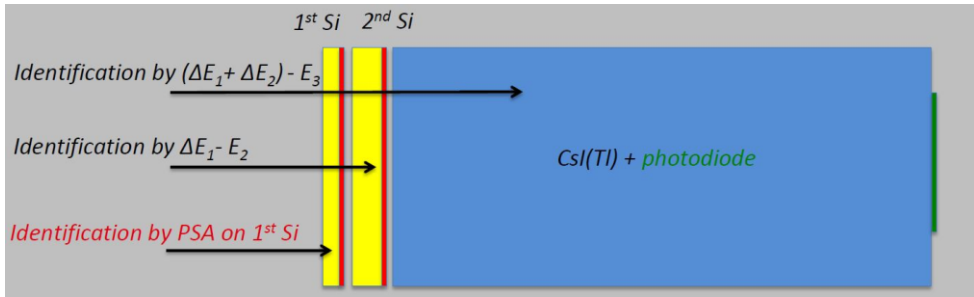 1st Si 2nd Si
Identification by (ΔE1+ ΔE2) - E3
Identification by ΔE1- E2
CsI(Tl) + photodiode
Identification by PSA on 1st Si